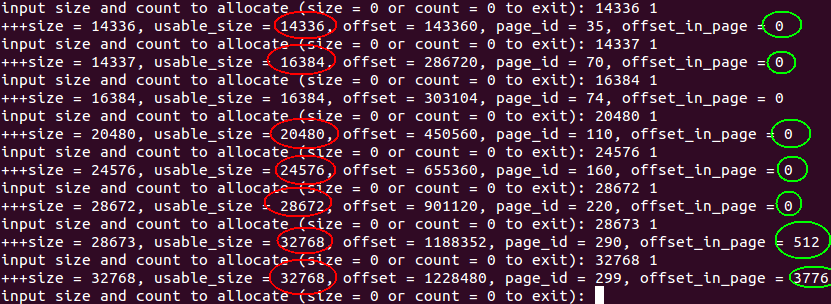 input size and count to allocate (size = 0 or count = 0 to exit): 14336 1
+++size = 14336, usable_size = 14336, offset = 143360, page_id = 35, offset_in_page = 0
input size and count to allocate (size = 0 or count = 0 to exit): 14337 1
+++size = 14337, usable_size = 16384, offset = 286720, page_id = 70, offset_in_page = 0
input size and count to allocate (size = 0 or count = 0 to exit): 16384 1
+++size = 16384, usable_size = 16384, offset = 303104, page_id = 74, offset_in_page = 0
input size and count to allocate (size = 0 or count = 0 to exit): 20480 1
+++size = 20480, usable_size = 20480, offset = 450560, page_id = 110, offset_in_page = 0
input size and count to allocate (size = 0 or count = 0 to exit): 24576 1
+++size = 24576, usable_size = 24576, offset = 655360, page_id = 160, offset_in_page = 0
input size and count to allocate (size = 0 or count = 0 to exit): 28672 1
+++size = 28672, usable_size = 28672, offset = 901120, page_id = 220, offset_in_page = 0
input size and count to allocate (size = 0 or count = 0 to exit): 28673 1
+++size = 28673, usable_size = 32768, offset = 1188352, page_id = 290, offset_in_page = 512
input size and count to allocate (size = 0 or count = 0 to exit): 32768 1
+++size = 32768, usable_size = 32768, offset = 1228480, page_id = 299, offset_in_page = 3776
input size and count to allocate (size = 0 or count = 0 to exit):